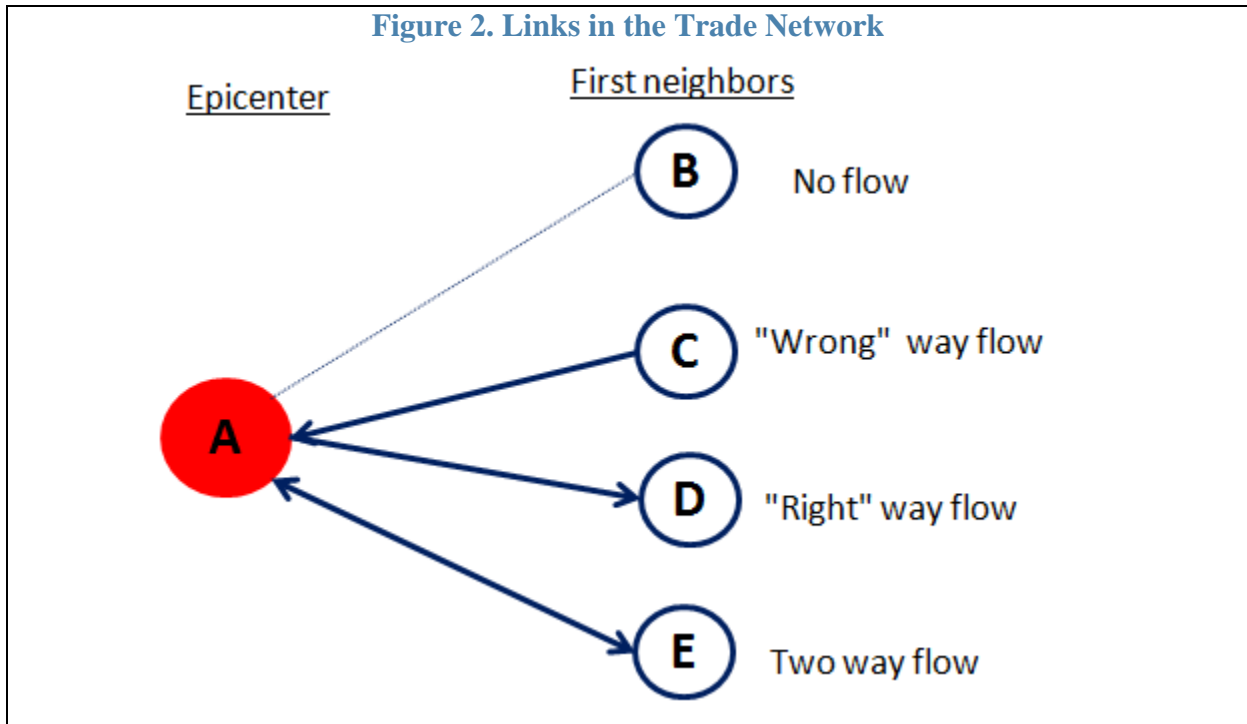 Figure 2. Links in the Trade Network
Epicenter
First neighbors
B
No flow
C
"Wrong" way flow
A
D
"Right" way flow
E
Two way flow